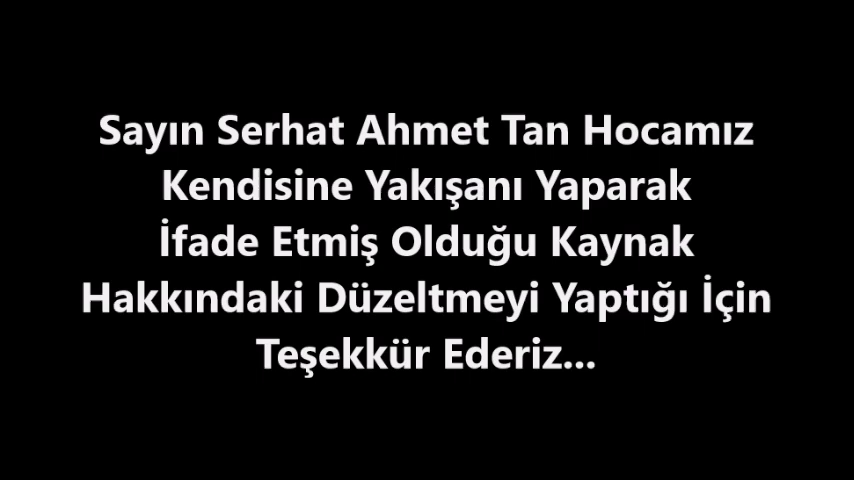 Sayın Serhat Ahmet Tan Hocamız
Kendisine Yakışanı Yaparak
İfade Etmiş Olduğu Kaynak
Hakkındaki Düzeltmeyi Yaptığı İçin
Teşekkür Ederiz...